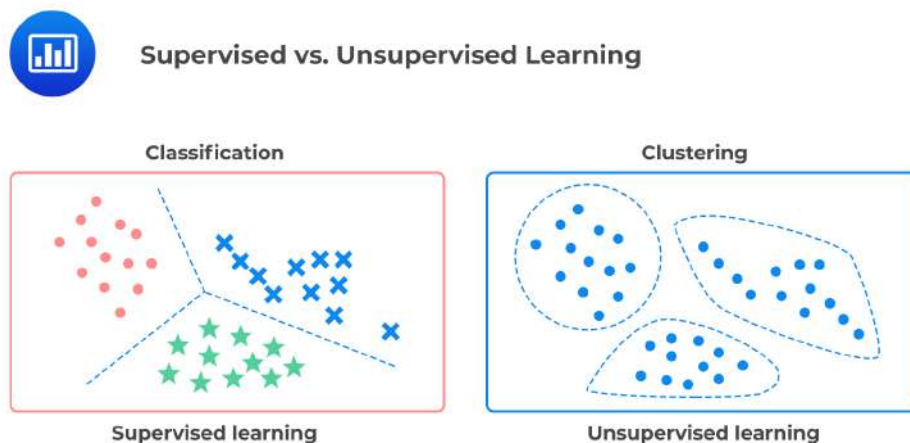 Supervised vs. Unsupervised Learning
Classification
Clustering
Supervised learning
Unsupervised learning